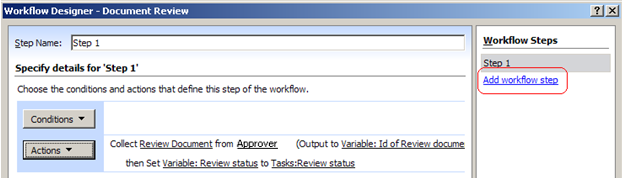 Workflow Designer - Document Review
Step Name: Step 1
Specify details for 'Step 1'
Choose the conditions and actions that define this step of the workflow.
Conditions
Actions
Collect Review Document from Approver (Output to Variable: Id of Review docume
then Set Variable: Review status to Tasks:Review status
Workflow Steps
Step 1
Add workflow step